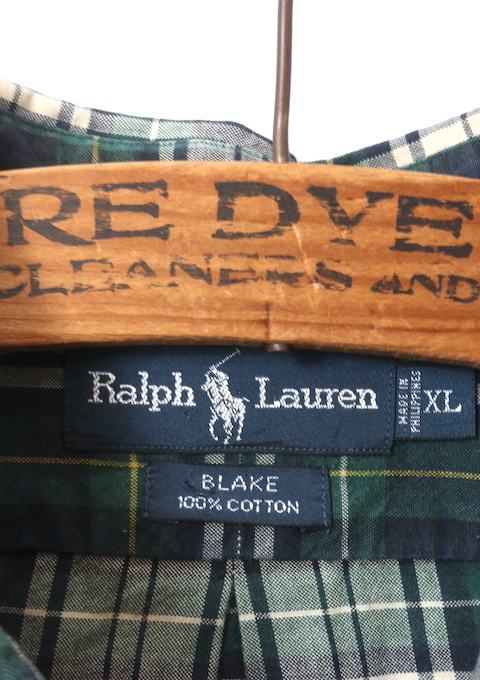 RE DYE
CLEANERS AND
Ralph Lauren
MADE IN
PHILIPPINES
XL
BLAKE
100% COTTON